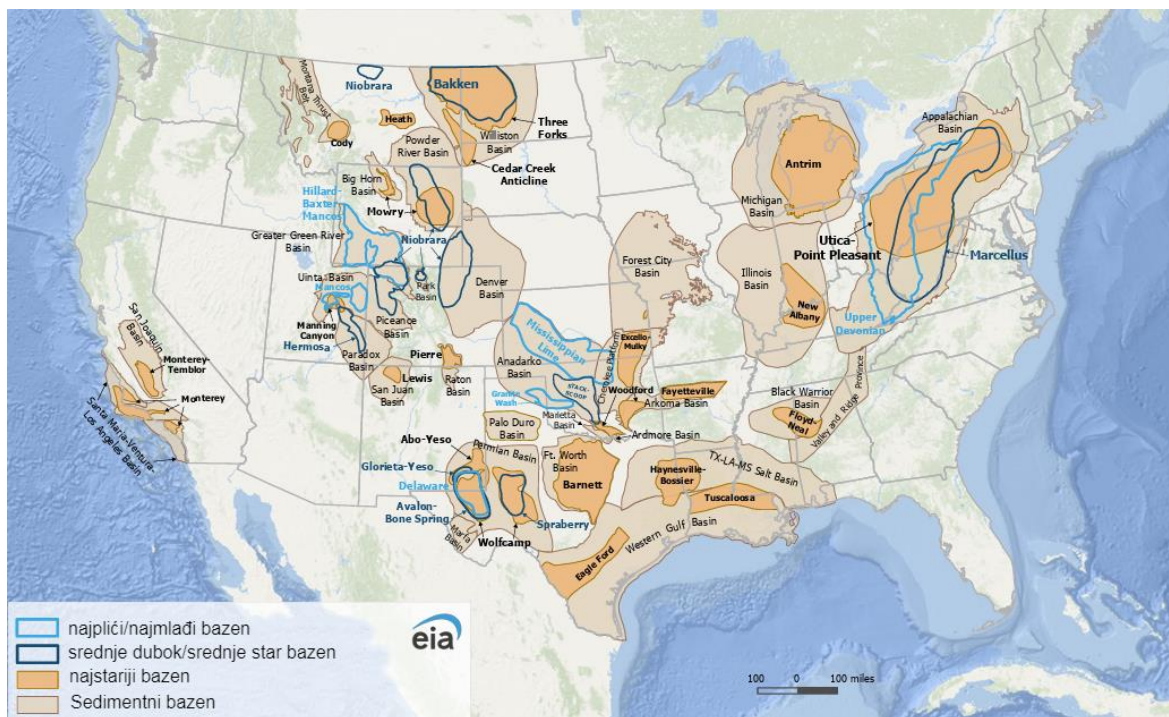 Montana Thrust
Belt
Niobrara
Bakken
Heath
Cody
Powder
River Basin
Williston
Basin
Three
Forks
Cedar Creek
Anticline
Big Horn
Basin
Mowry
Hillard-
Baxter-
Mancos
Greater Green River
Basin
Niobrara
Uinta Basin
Mancos
Park
Basin
Denver
Basin
Manning
Canyon
Piceance
Basin
Hermosa
Paradox
Basin
San Joaquin
Basin
Monterey-
Temblor
Monterey
Santa Maria-Ventura-
Los Angeles Basin
Lewis
San Juan
Basin
Pierre
Raton
Basin
Forest City
Basin
Mississippian
Lime
Anadarko
Basin
Granite
Wash
STACK-
SCOOP
Cherokee Platform
Excello-
Mulky
Woodford
Fayetteville
Arkoma Basin
Marietta
Basin
Ardmore Basin
Palo Duro
Basin
Abo-Yeso
Permian Basin
Glorieta-Yeso
Delaware
Avalon-
Bone Spring
Marfa
Basin
Wolfcamp
Spraberry
Ft. Worth
Basin
Barnett
Eagle Ford
Western Gulf Basin
Haynesville-
Bossier
Tuscaloosa
TX-LA-MS Salt Basin
Black Warrior
Basin
Floyd-
Neal
Valley and Ridge Province
Michigan
Basin
Antrim
Illinois
Basin
New
Albany
Appalachian
Basin
Utica-
Point Pleasant
Marcellus
Upper
Devonian
najplići/najmlađi bazen
srednje dubok/srednje star bazen
najstariji bazen
Sedimentni bazen
eia
100 0 100 miles